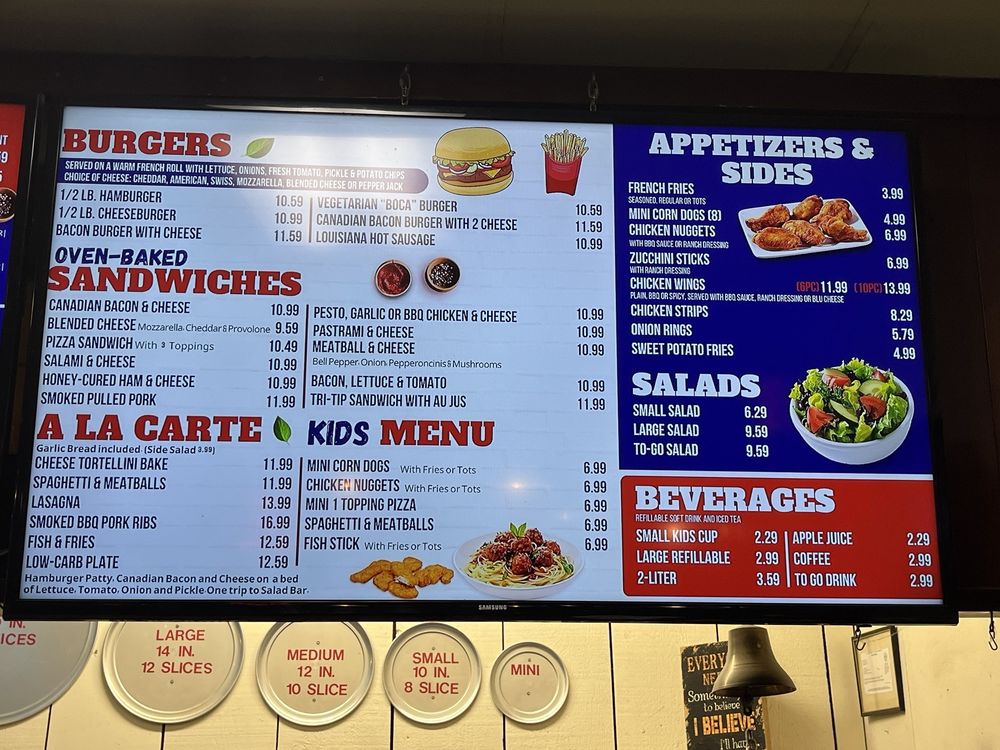 BURGERS
SERVED ON A WARM FRENCH ROLL WITH LETTUCE, ONIONS, FRESH TOMATO, PICKLE & POTATO CHIPS
CHOICE OF CHEESE: CHEDDAR, AMERICAN, SWISS, MOZZARELLA, BLENDED CHEESE OR PEPPER JACK
1/2 LB. HAMBURGER 10.59
1/2 LB. CHEESEBURGER 10.99
BACON BURGER WITH CHEESE 11.59
VEGETARIAN "BOCA" BURGER 10.59
CANADIAN BACON BURGER WITH 2 CHEESE 11.59
LOUISIANA HOT SAUSAGE 10.99
OVEN-BAKED
SANDWICHES
CANADIAN BACON & CHEESE 10.99
BLENDED CHEESE Mozzarella, Cheddar & Provolone 9.59
PIZZA SANDWICH With 3 Toppings 10.49
SALAMI & CHEESE 10.99
HONEY-CURED HAM & CHEESE 10.99
SMOKED PULLED PORK 11.99
PESTO, GARLIC OR BBQ CHICKEN & CHEESE 10.99
PASTRAMI & CHEESE 10.99
MEATBALL & CHEESE 10.99
Bell Pepper, Onion, Pepperoncinis & Mushrooms
BACON, LETTUCE & TOMATO 10.99
TRI-TIP SANDWICH WITH AU JUS 11.99
A LA CARTE
Garlic Bread included (Side Salad 3.99)
CHEESE TORTELLINI BAKE 11.99
SPAGHETTI & MEATBALLS 11.99
LASAGNA 13.99
SMOKED BBQ PORK RIBS 16.99
FISH & FRIES 12.59
LOW-CARB PLATE 12.59
Hamburger Patty, Canadian Bacon and Cheese on a bed
of Lettuce, Tomato, Onion and Pickle One trip to Salad Bar
KIDS MENU
MINI CORN DOGS With Fries or Tots 6.99
CHICKEN NUGGETS With Fries or Tots 6.99
MINI 1 TOPPING PIZZA 6.99
SPAGHETTI & MEATBALLS 6.99
FISH STICK With Fries or Tots 6.99
APPETIZERS &
SIDES
FRENCH FRIES 3.99
SEASONED, REGULAR OR TOTS
MINI CORN DOGS (8) 4.99
CHICKEN NUGGETS 6.99
WITH BBQ SAUCE OR RANCH DRESSING
ZUCCHINI STICKS 6.99
WITH RANCH DRESSING
CHICKEN WINGS (6PC) 11.99 (10PC) 13.99
PLAIN, BBQ OR SPICY, SERVED WITH BBQ SAUCE, RANCH DRESSING OR BLU CHEESE
CHICKEN STRIPS 8.29
ONION RINGS 5.79
SWEET POTATO FRIES 4.99
SALADS
SMALL SALAD 6.29
LARGE SALAD 9.59
TO-GO SALAD 9.59
BEVERAGES
REFILLABLE SOFT DRINK AND ICED TEA
SMALL KIDS CUP 2.29
LARGE REFILLABLE 2.99
2-LITER 3.59
APPLE JUICE 2.29
COFFEE 2.99
TO GO DRINK 2.99
SAMSUNG
IN.
LARGE
14 IN.
12 SLICES
MEDIUM
12 IN.
10 SLICE
SMALL
10 IN.
8 SLICE
MINI
EVERY
to believe
I BELIEVE